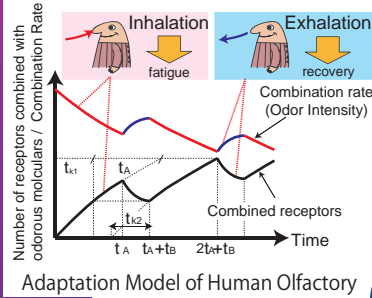 Inhalation
fatigue
Exhalation
recovery
Number of receptors combined with
odorous molculars / Combination Rate
Combination rate
(Odor Intensity)
tk1
tA
tk2
Combined receptors
tA
tA+tB
2tA+tB
Time
Adaptation Model of Human Olfactory